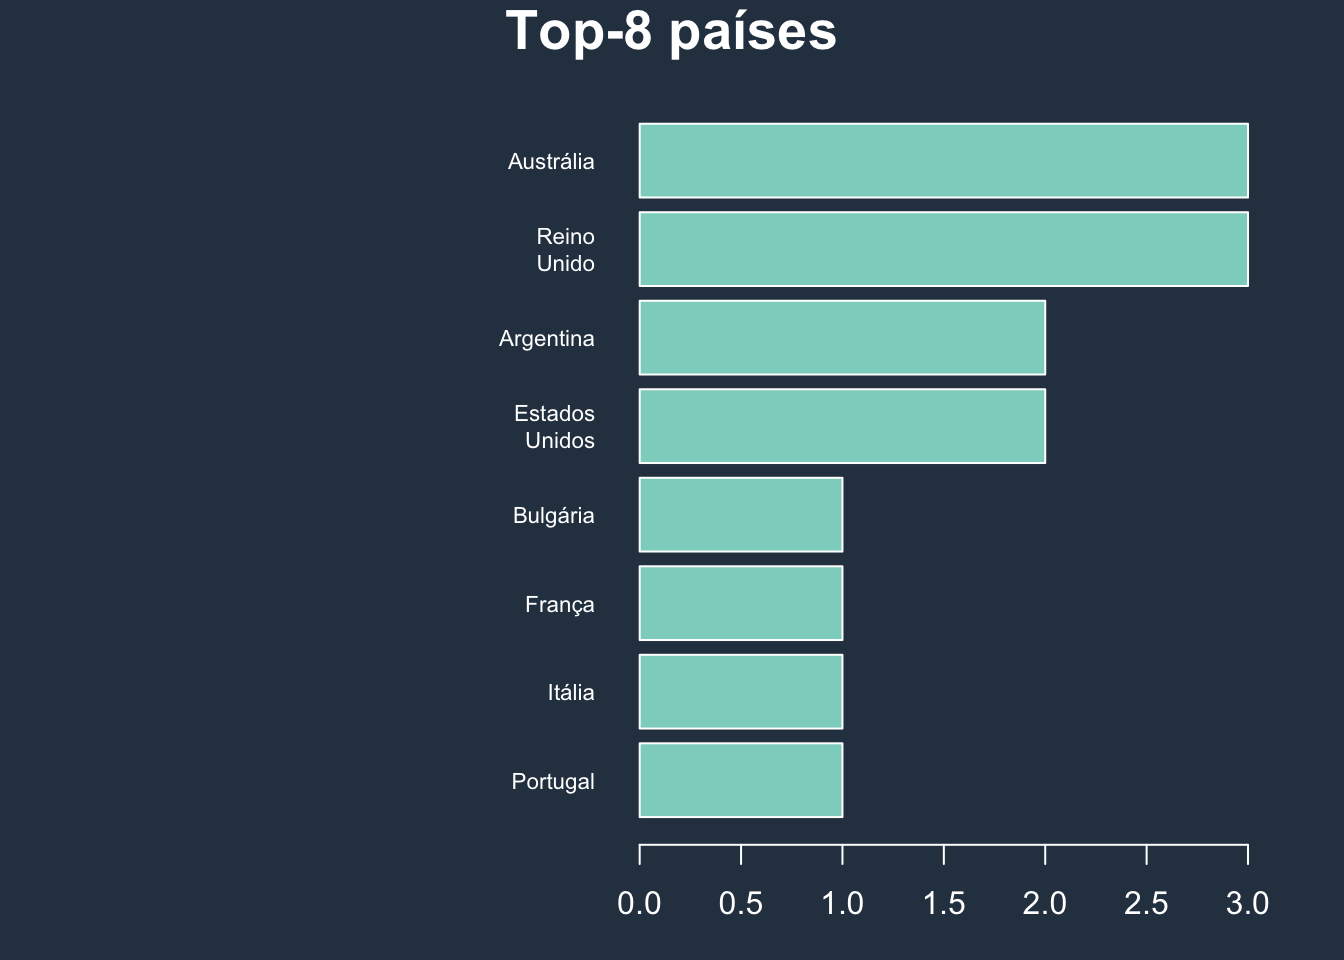 Top-8 países
Austrália
Reino
Unido
Argentina
Estados
Unidos
Bulgária
França
Itália
Portugal
0.0 0.5 1.0 1.5 2.0 2.5 3.0